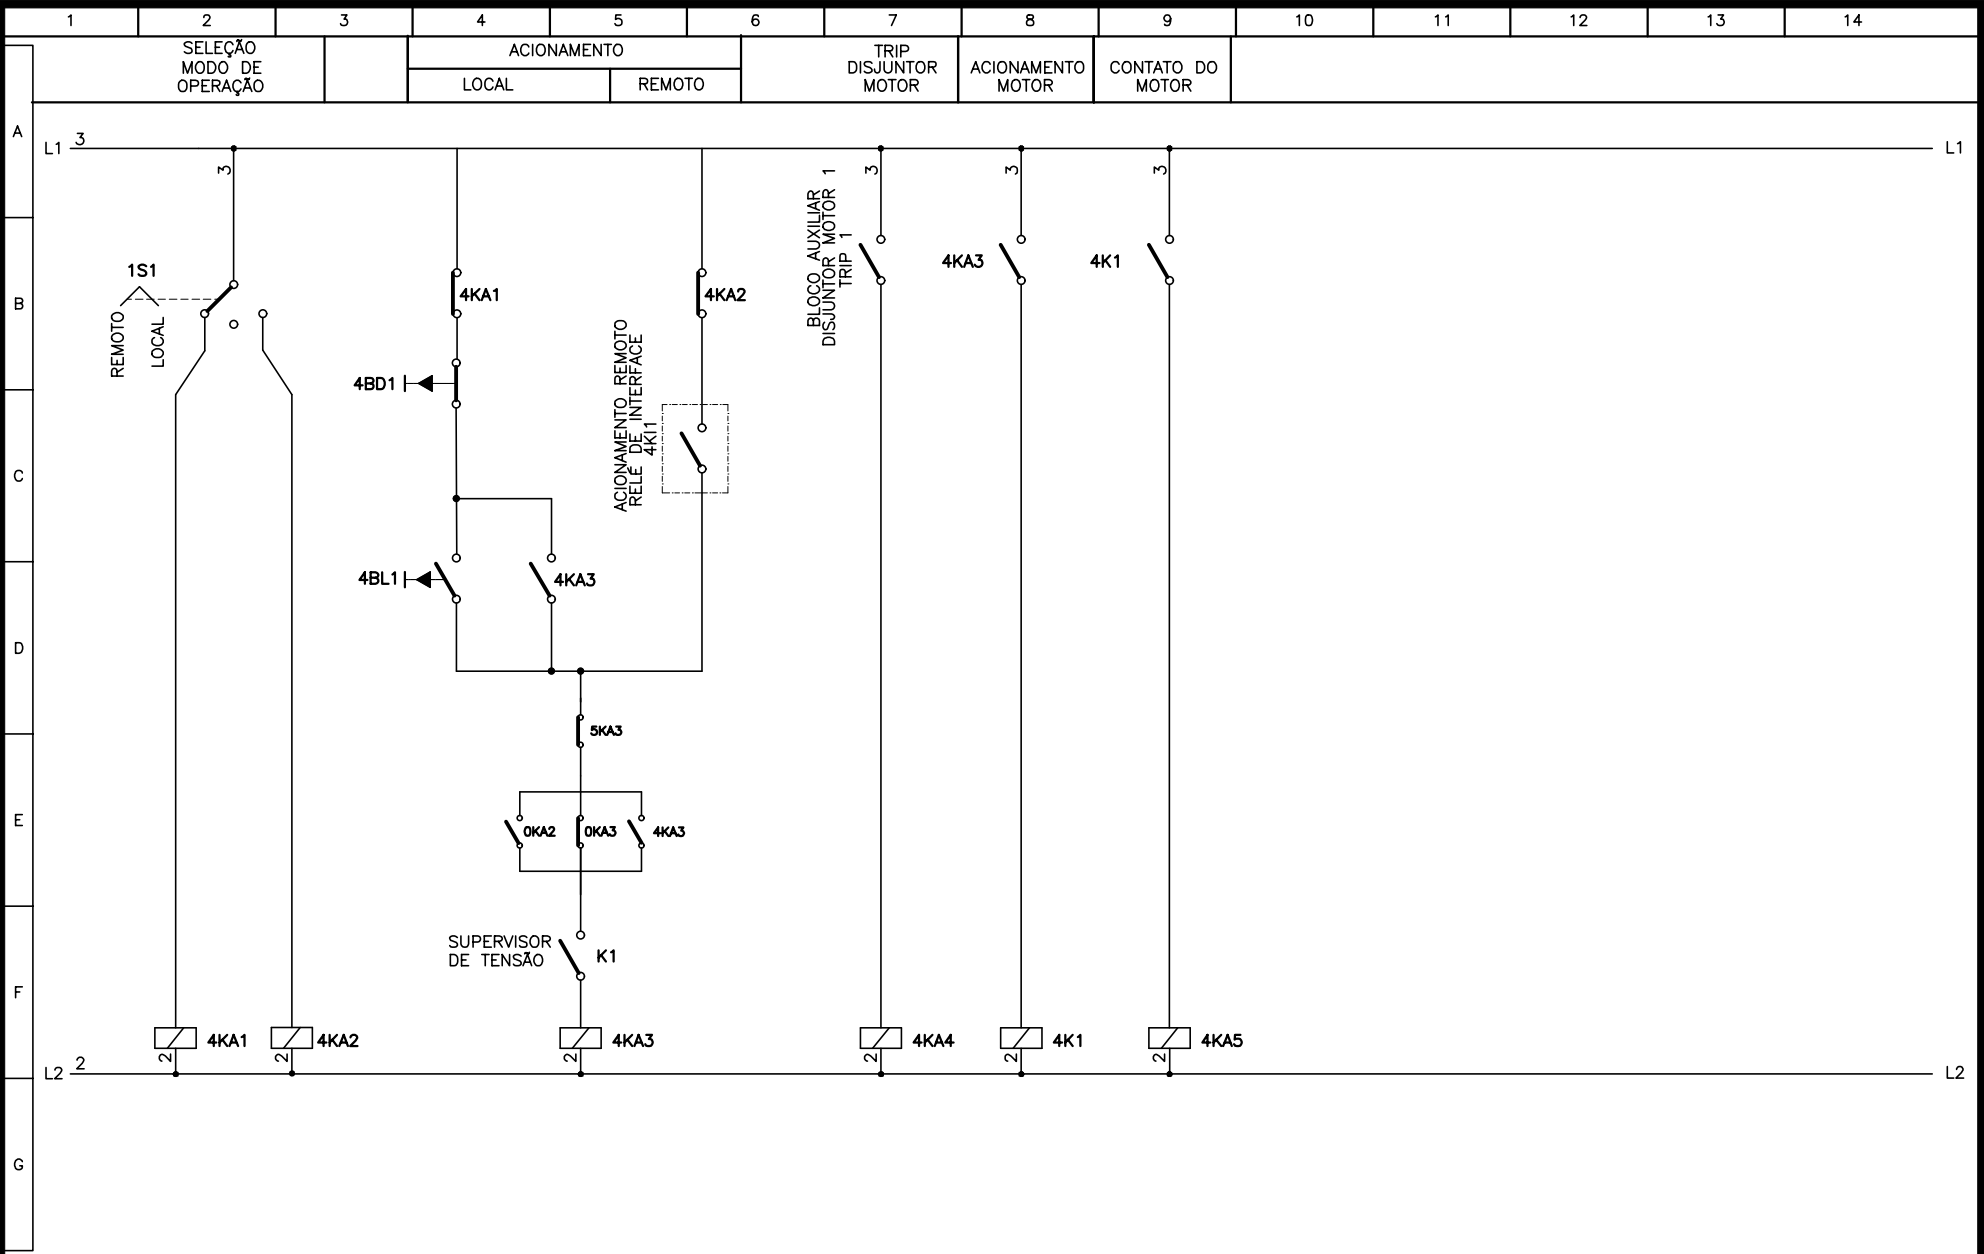 1 2 3 4 5 6 7 8 9 10 11 12 13 14
SELEÇÃO
MODO DE
OPERAÇÃO
ACIONAMENTO
LOCAL REMOTO
TRIP
DISJUNTOR
MOTOR
ACIONAMENTO
MOTOR
CONTATO DO
MOTOR
A
L1 3 L1
3 3 3 3
BLOCO AUXILIAR
DISJUNTOR MOTOR 1
TRIP 1
B
1S1
REMOTO
LOCAL
4KA1
4KA2
4KA3
4K1
4BD1
ACIONAMENTO REMOTO
RELÉ DE INTERFACE
4KI1
C
4BL1
4KA3
D
5KA3
E
0KA2 0KA3 4KA3
SUPERVISOR
DE TENSÃO
K1
F
4KA1 4KA2 4KA3 4KA4 4K1 4KA5
2 2 2 2 2 2
L2 2 L2
G